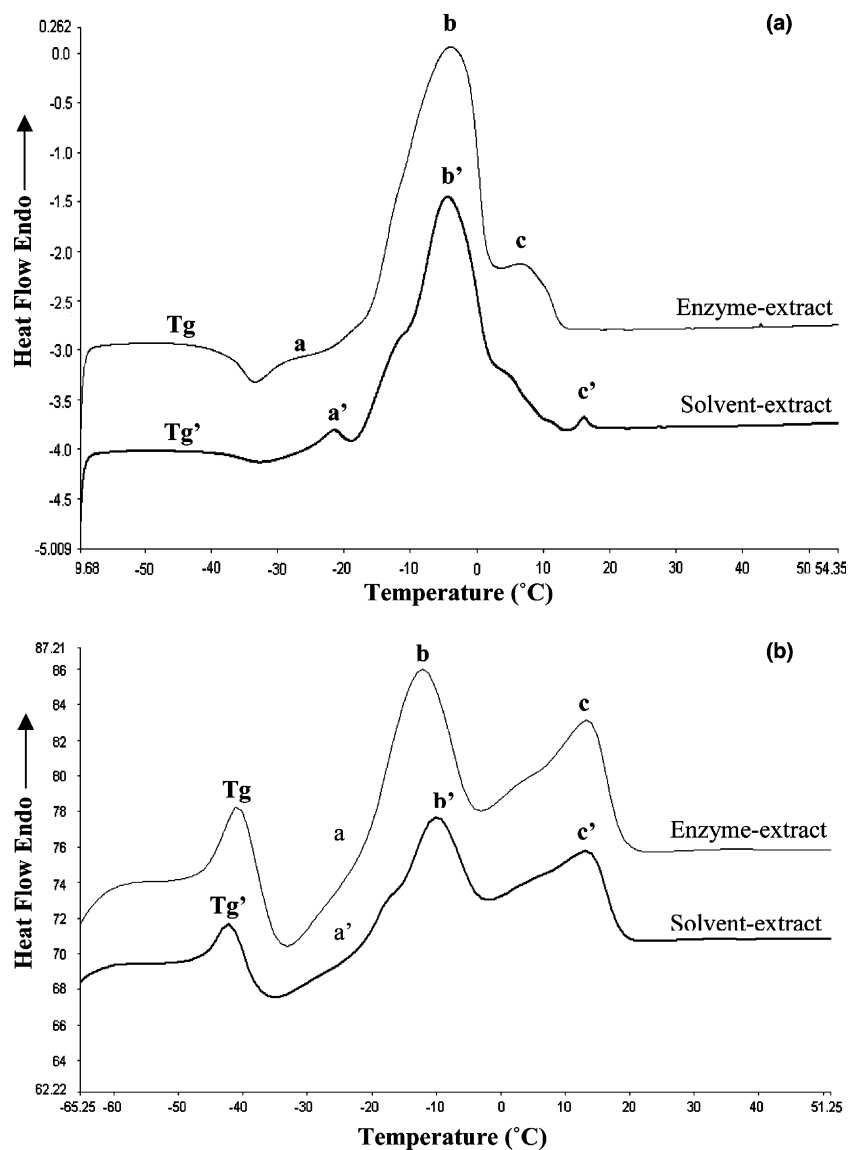 (a)
0.262
0.0
-0.5
-1.0
-1.5
-2.0
-2.5
-3.0
-3.5
-4.0
-4.5
-5.009
Heat Flow Endo
b
b’
c
Enzyme-extract
Tg
a
a’
c’
Solvent-extract
Tg’
9.68 -50 -40 -30 -20 -10 0 10 20 30 40 50 54.35
Temperature (˚C)
(b)
87.21
86
84
82
80
78
76
74
72
70
68
66
64
62.22
Heat Flow Endo
b
c
Tg
b’
a
c’
Enzyme-extract
Tg’
a’
Solvent-extract
-65.25 -60 -50 -40 -30 -20 -10 0 10 20 30 40 51.25
Temperature (˚C)